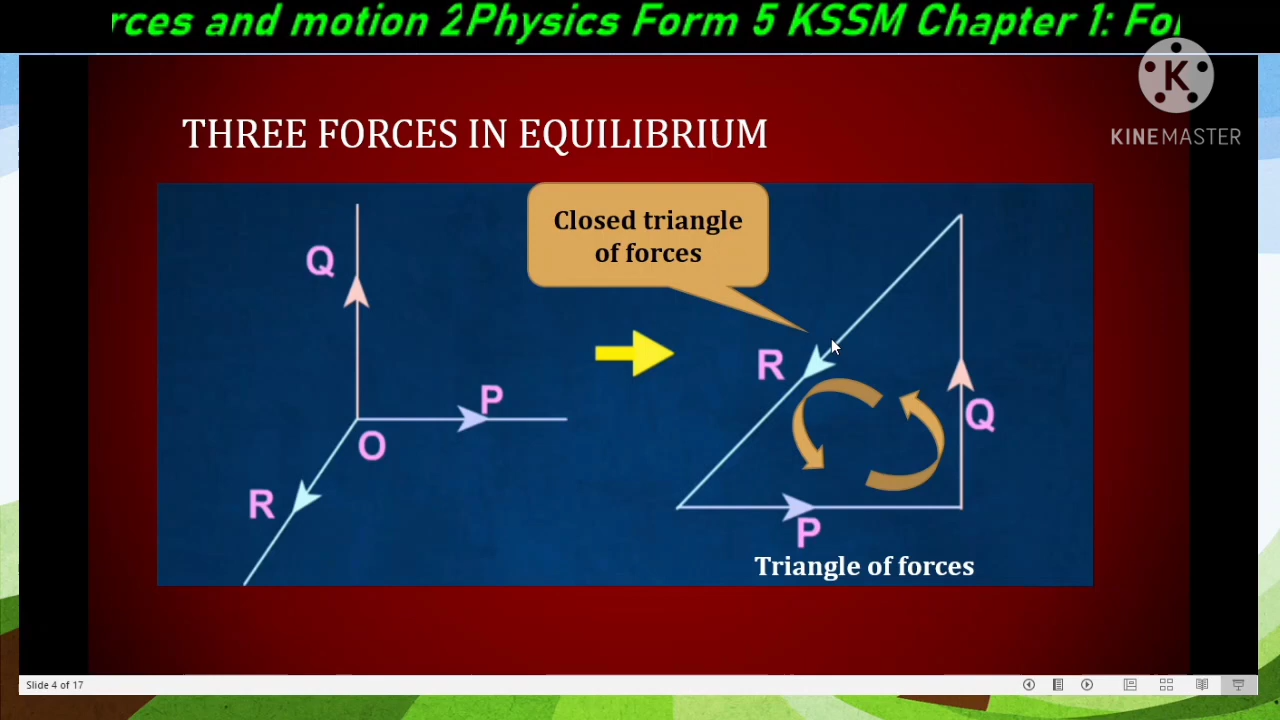 rces and motion 2Physics Form 5 KSSM Chapter 1: Fo
K
KINEMASTER
THREE FORCES IN EQUILIBRIUM
Closed triangle
of forces
Q
P
O
R
R
Q
P
Triangle of forces
Slide 4 of 17